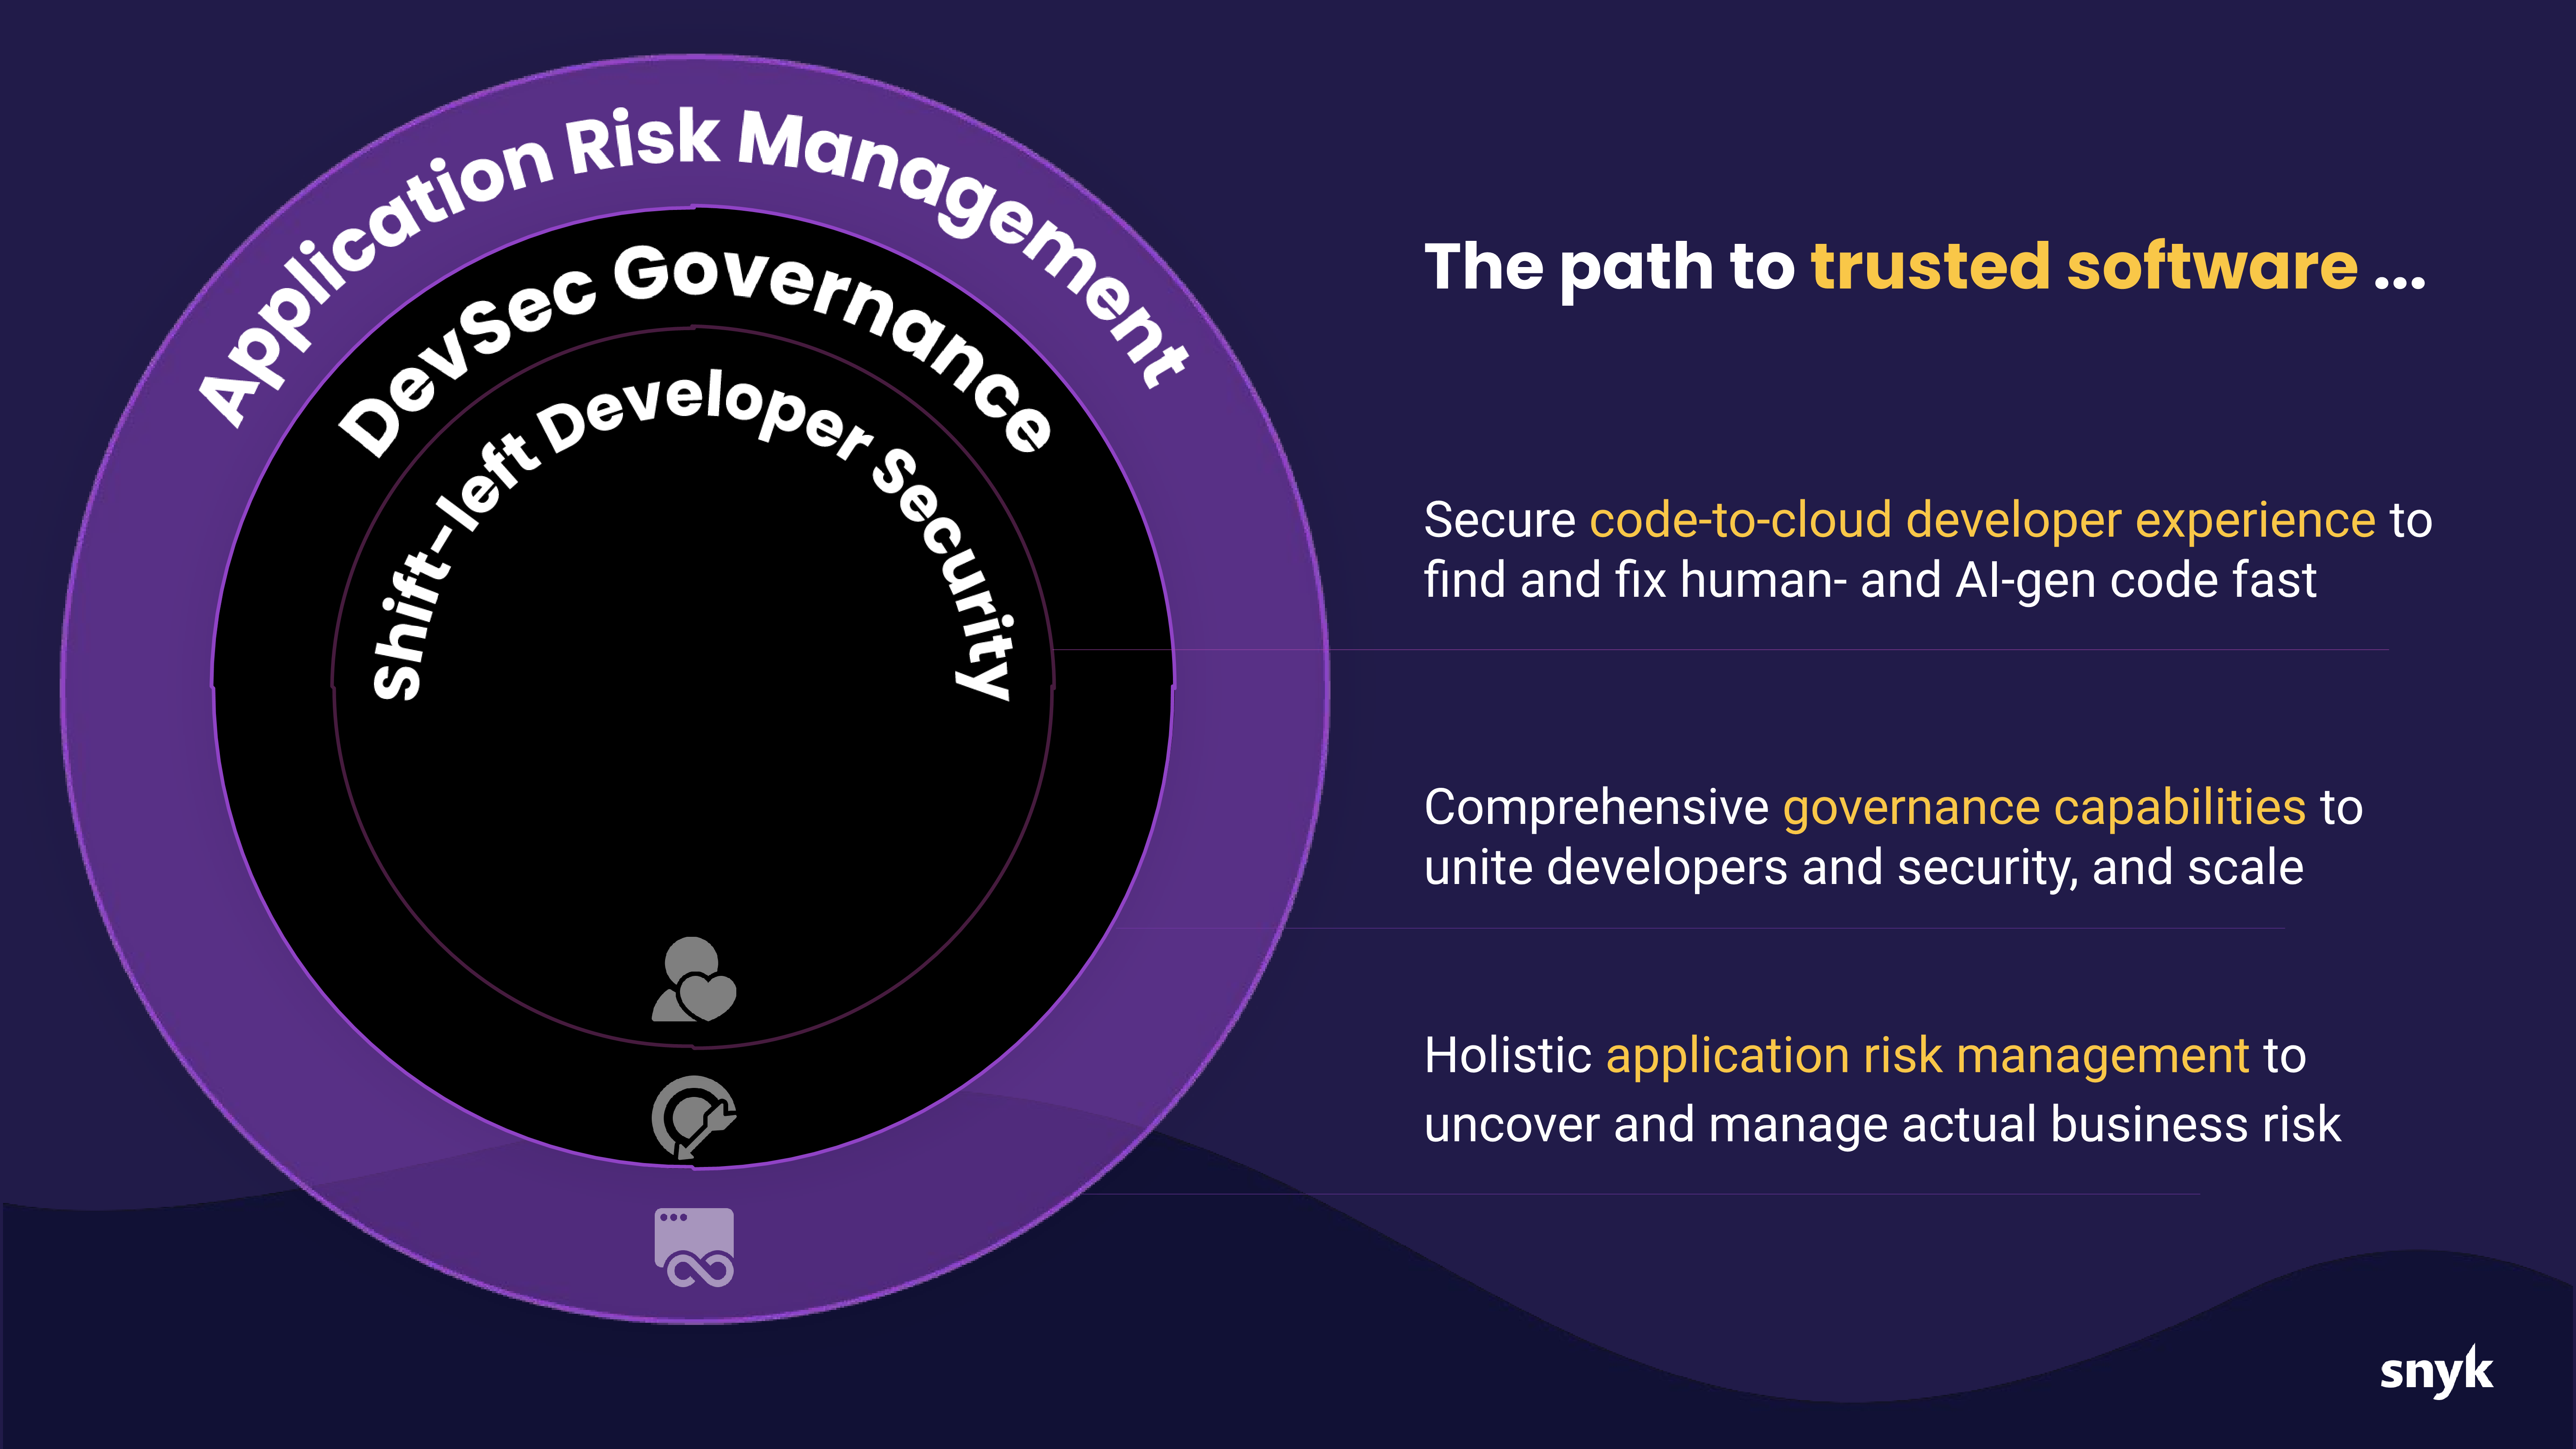 Application Risk Management
DevSec Governance
Shift-left Developer Security
The path to trusted software ...
Secure code-to-cloud developer experience to
find and fix human- and AI-gen code fast
Comprehensive governance capabilities to
unite developers and security, and scale
Holistic application risk management to
uncover and manage actual business risk
snyk